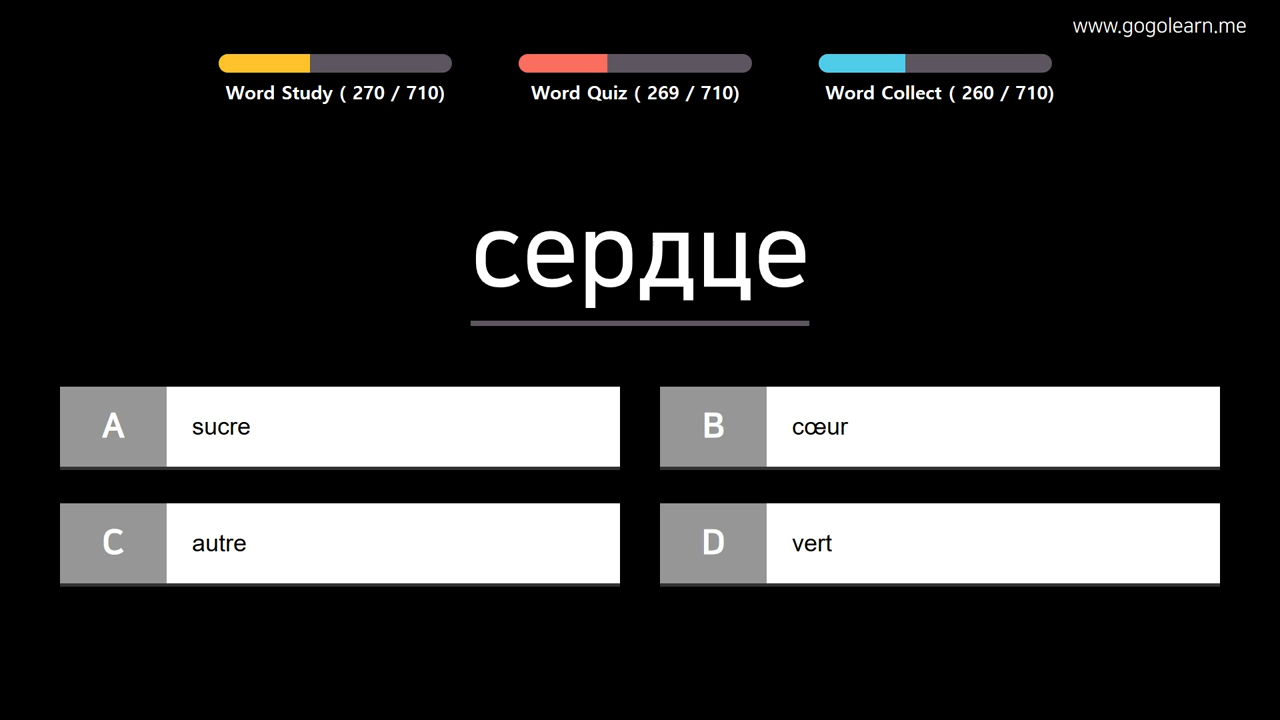 www.gogolearn.me
Word Study ( 270 / 710)
Word Quiz ( 269 / 710)
Word Collect ( 260 / 710)
сердце
A sucre
B cœur
C autre
D vert